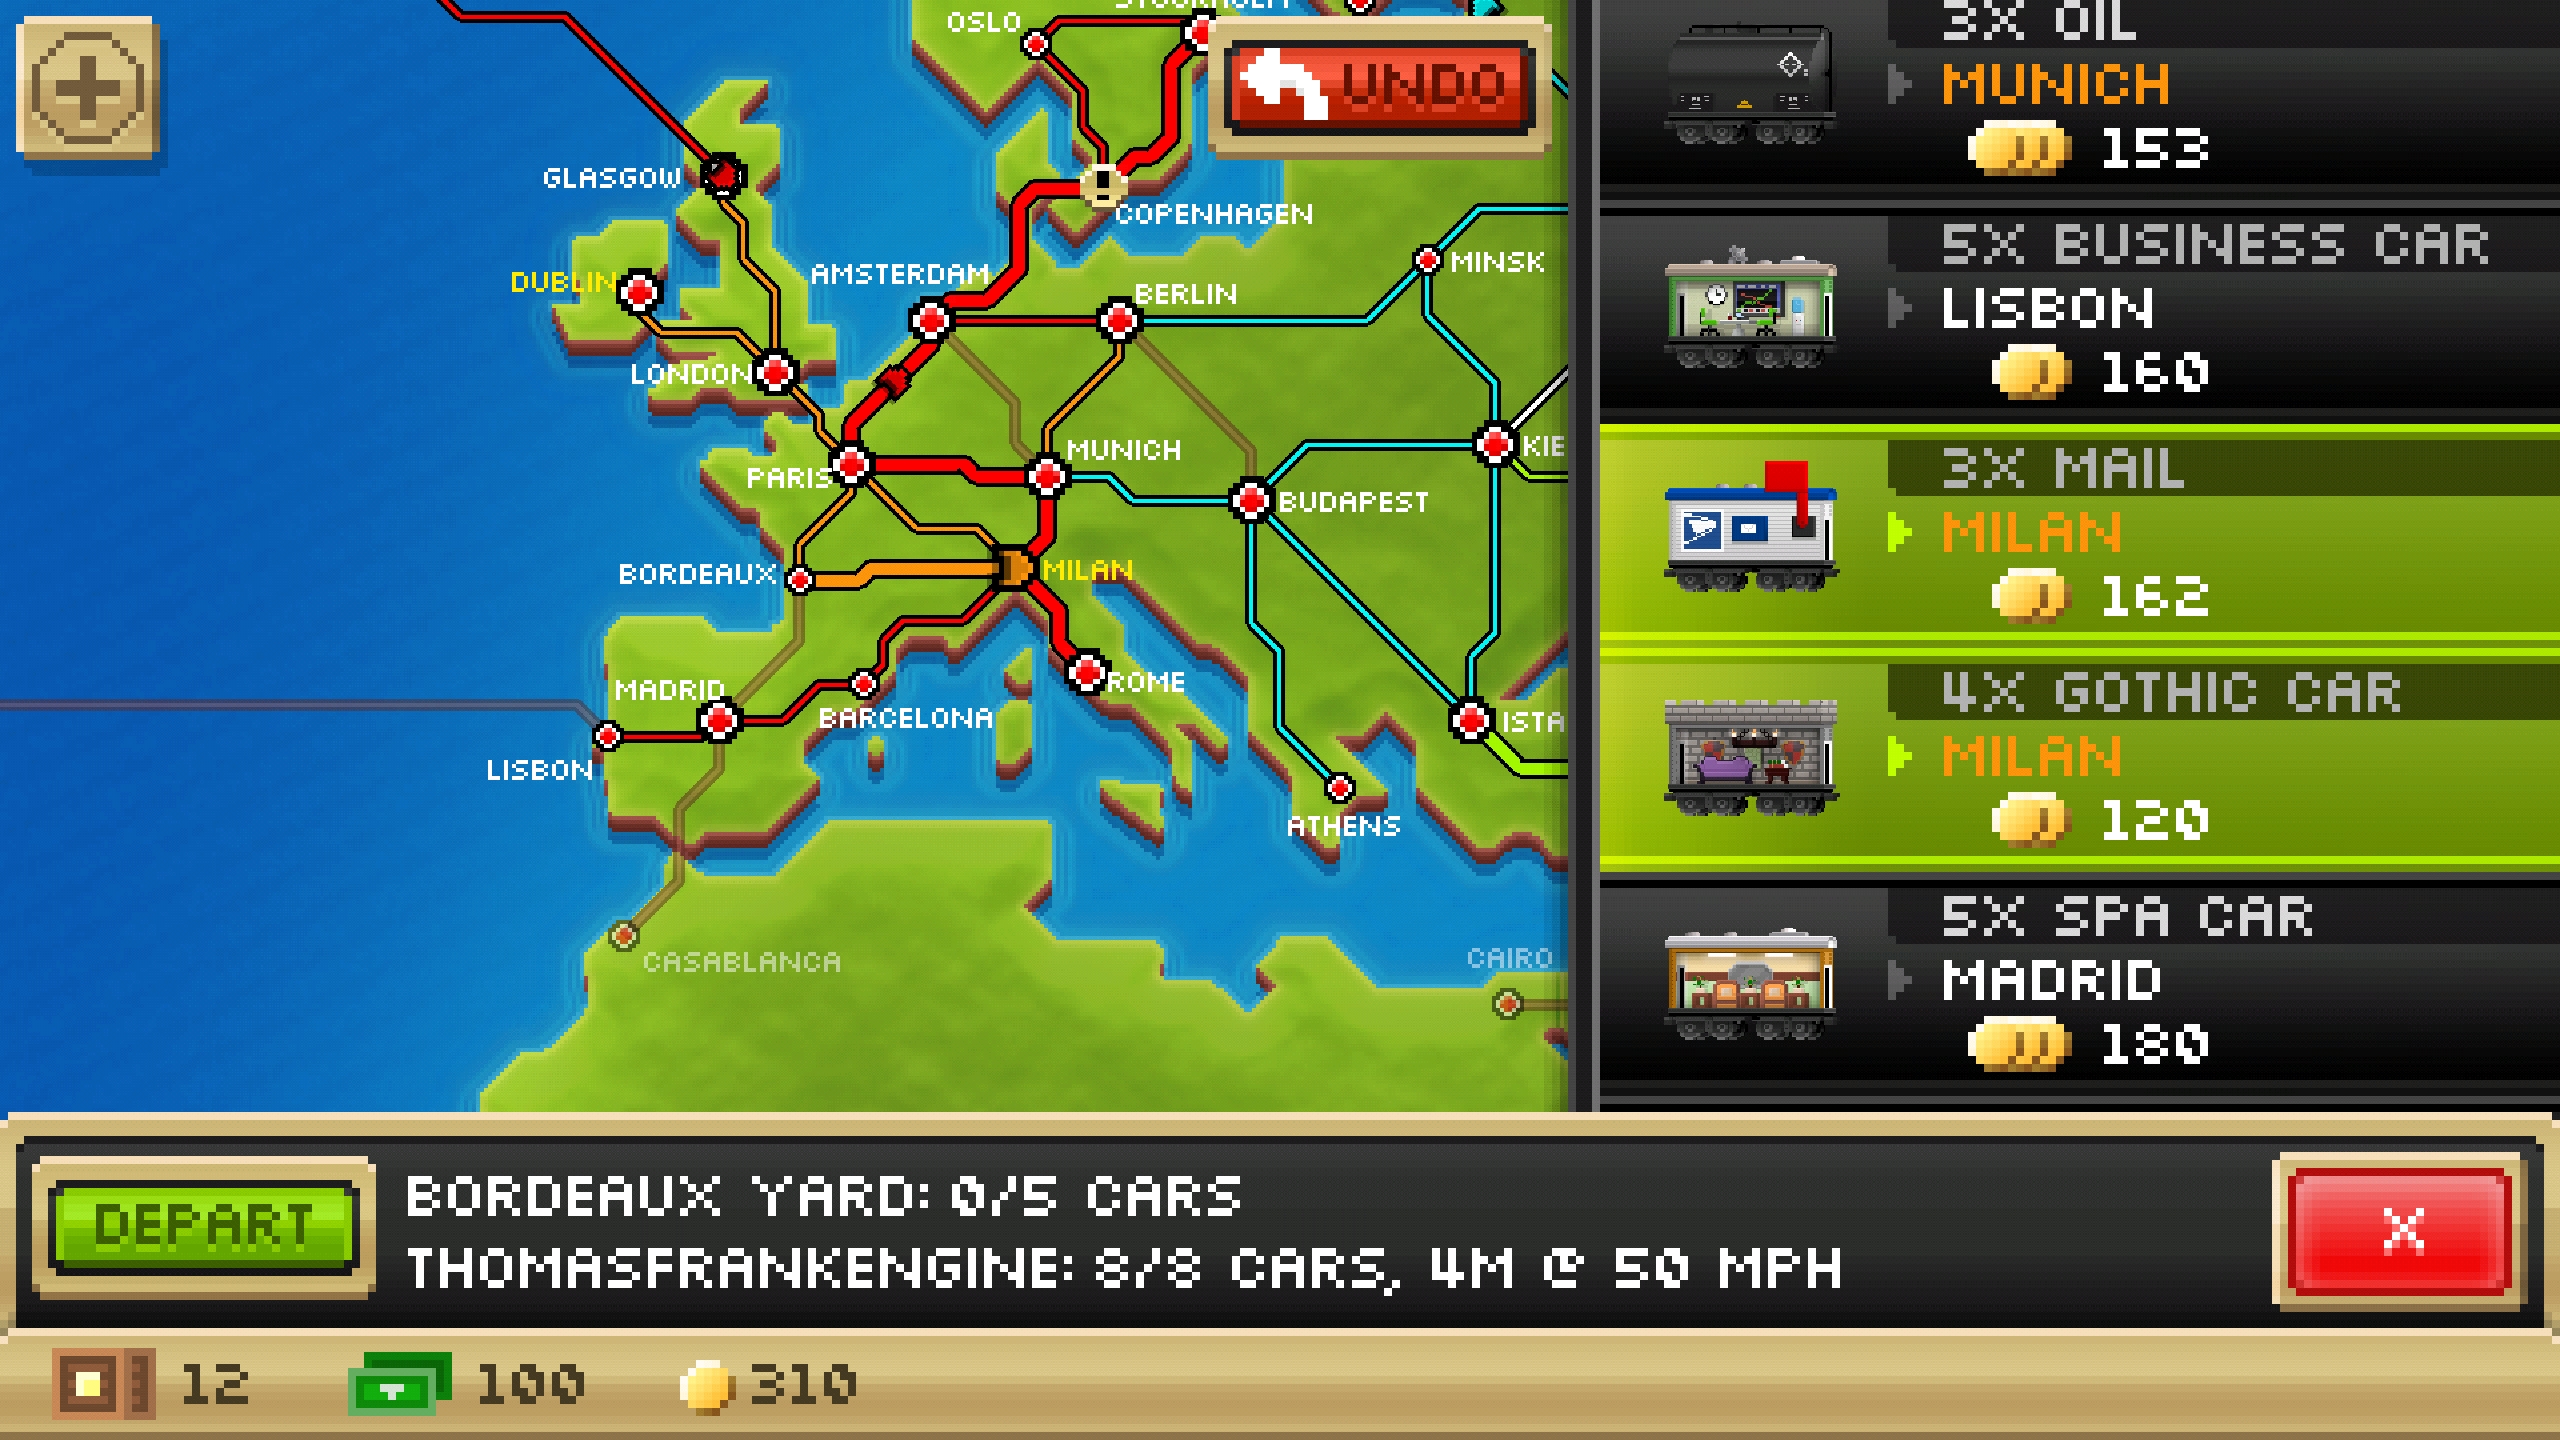 STOCKHOLM
OSLO
UNDO
GLASGOW
COPENHAGEN
AMSTERDAM
MINSK
DUBLIN
BERLIN
LONDON
MUNICH
KIE
PARIS
BUDAPEST
BORDEAUX
MILAN
MADRID
ROME
BARCELONA
ISTA
LISBON
ATHENS
CASABLANCA
CAIRO
3X OIL
MUNICH
153
5X BUSINESS CAR
LISBON
160
3X MAIL
MILAN
162
4X GOTHIC CAR
MILAN
120
5X SPA CAR
MADRID
180
DEPART
BORDEAUX YARD: 0/5 CARS
THOMASFRANKENGINE: 8/8 CARS, 4M @ 50 MPH
X
12
100
310